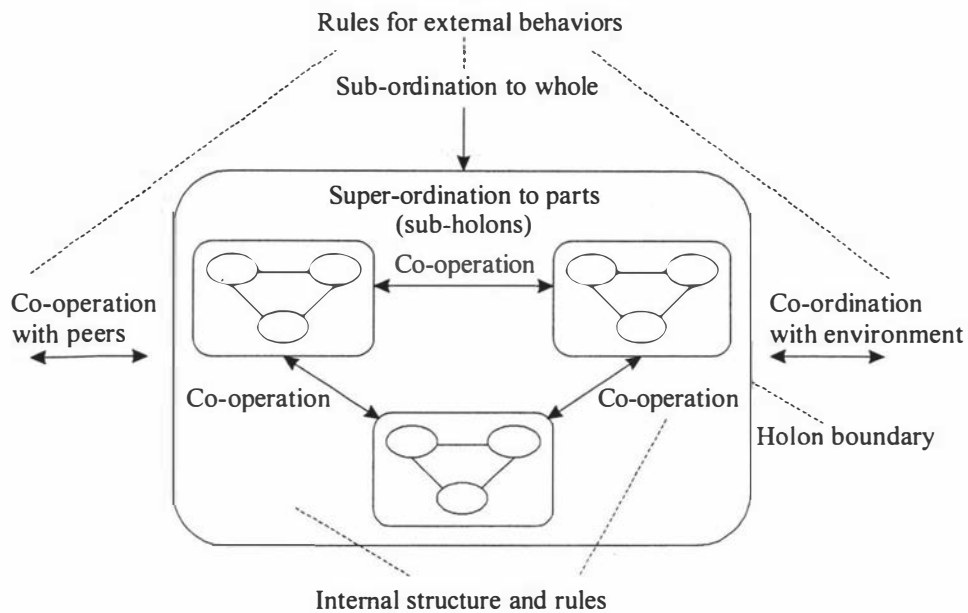 Rules for external behaviors
Sub-ordination to whole
Super-ordination to parts
(sub-holons)
Co-operation
Co-operation
with peers
Co-ordination
with environment
Co-operation
Co-operation
Holon boundary
Internal structure and rules